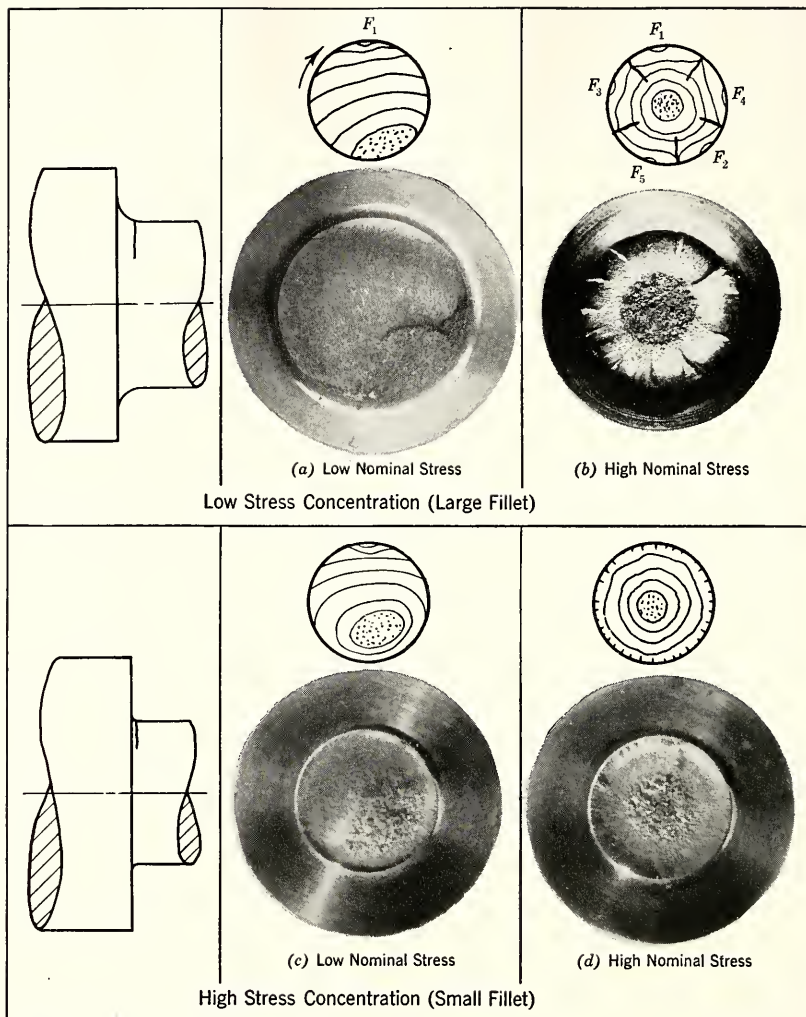 F1
F1
F3
F4
F5
F2
(a) Low Nominal Stress
(b) High Nominal Stress
Low Stress Concentration (Large Fillet)
(c) Low Nominal Stress
(d) High Nominal Stress
High Stress Concentration (Small Fillet)